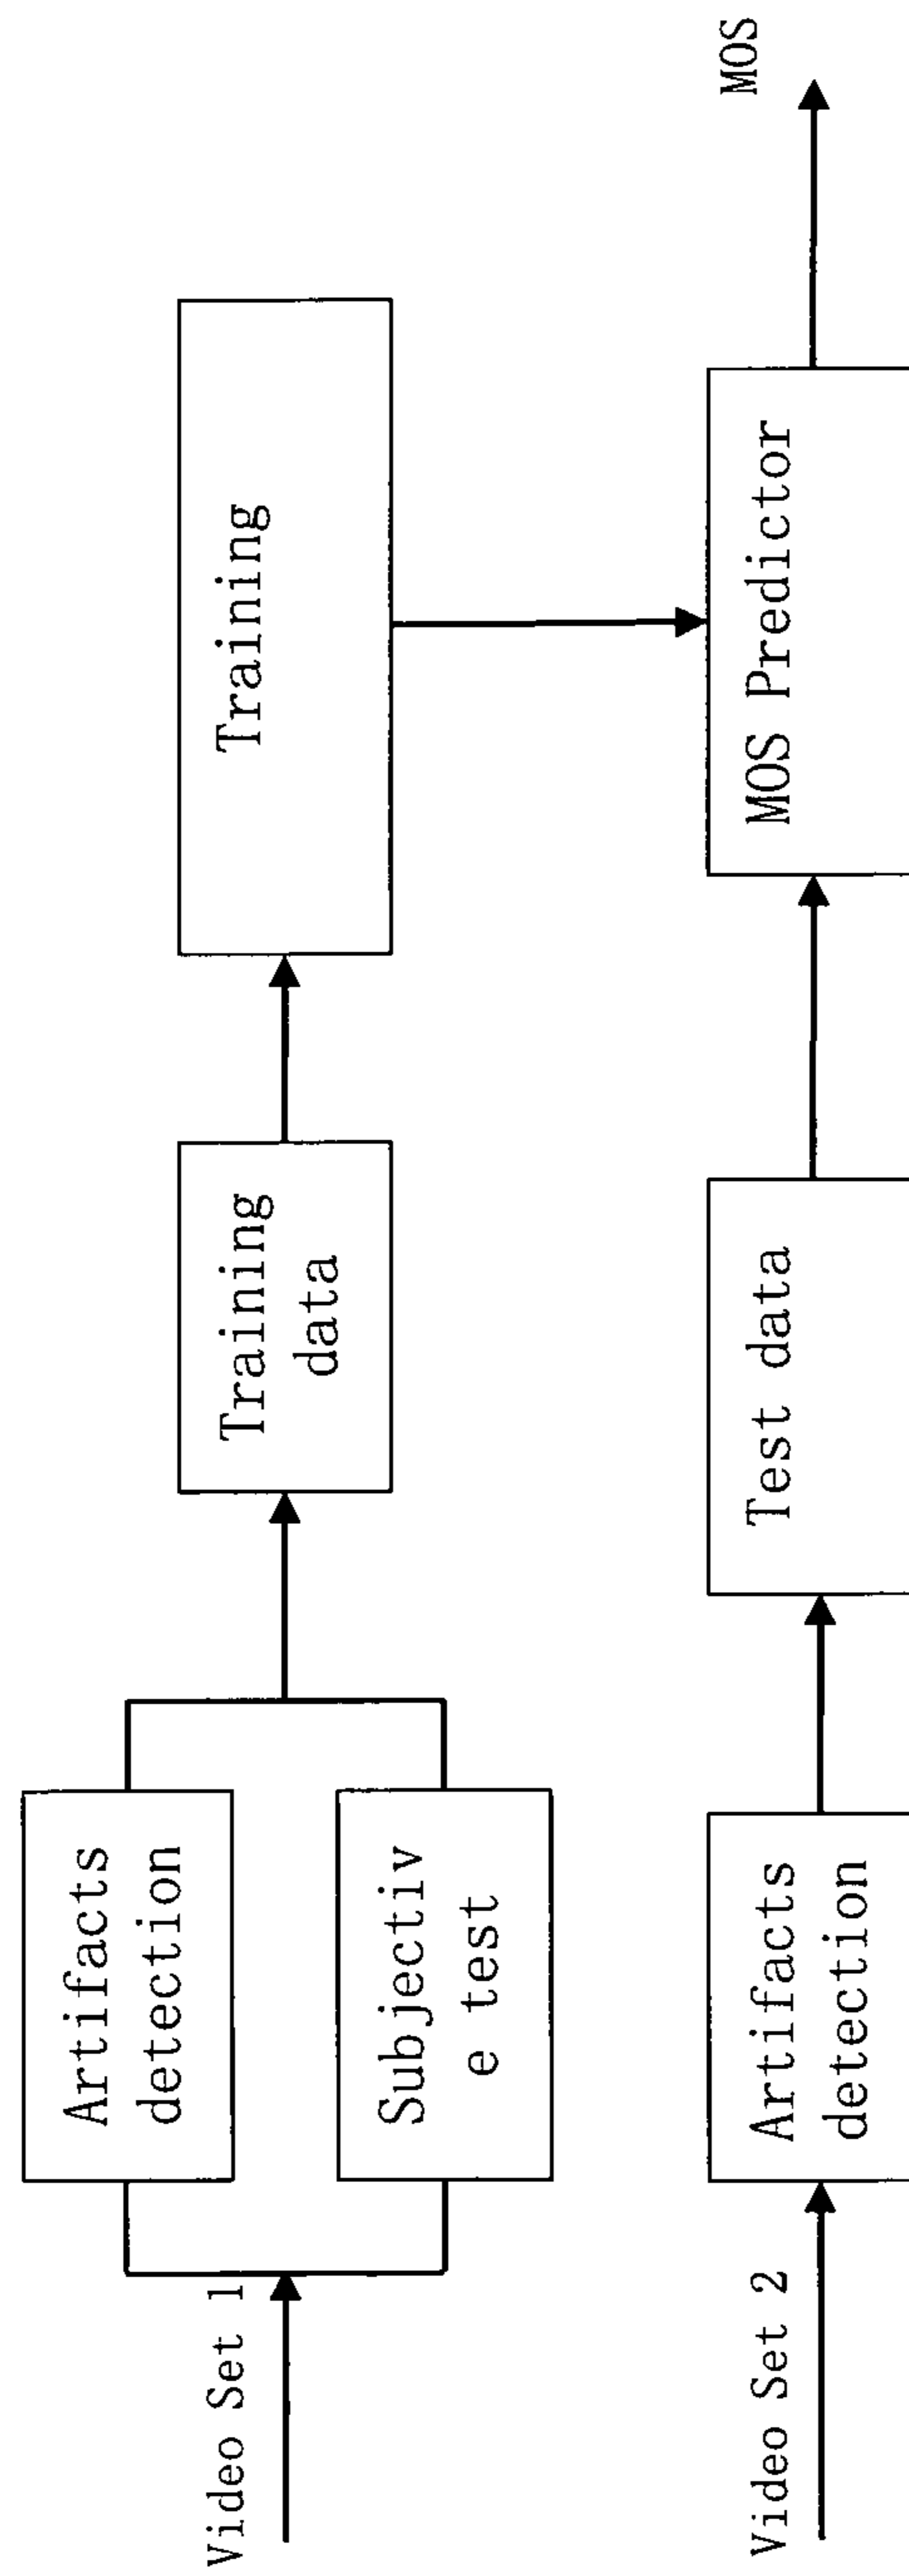 Video Set 1
Artifacts
detection
Subjectiv
e test
Training
data
Training
Video Set 2
Artifacts
detection
Test data
MOS Predictor
MOS